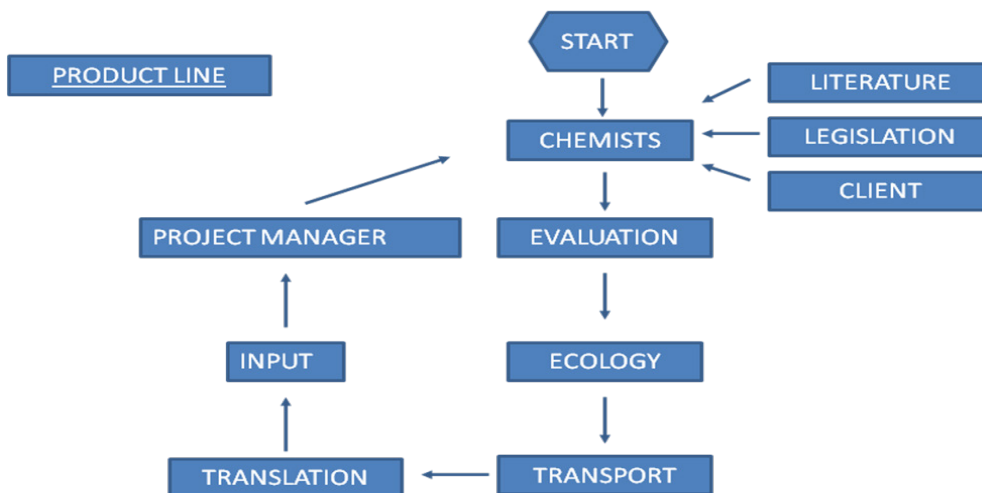 START
PRODUCT LINE
LITERATURE
CHEMISTS
LEGISLATION
CLIENT
PROJECT MANAGER
EVALUATION
INPUT
ECOLOGY
TRANSLATION
TRANSPORT